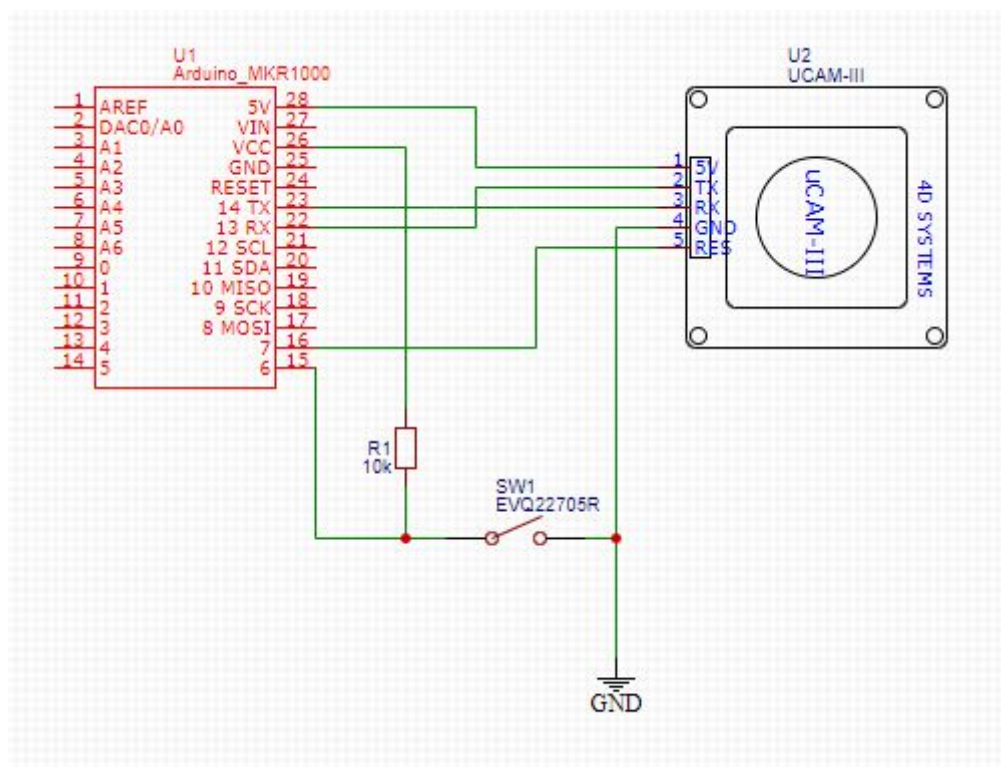 U1
Arduino_MKR1000
1 AREF 5V 28
2 DAC0/A0 VIN 27
3 A1 VCC 26
4 A2 GND 25
5 A3 RESET 24
6 A4 14 TX 23
7 A5 13 RX 22
8 A6 12 SCL 21
9 0 11 SDA 20
10 1 10 MISO 19
11 2 9 SCK 18
12 3 8 MOSI 17
13 4 7 16
14 5 6 15
U2
UCAM-III
1 5V
2 TX
3 RX
4 GND
5 RES
uCAM-III
4D SYSTEMS
R1
10k
SW1
EVQ22705R
GND